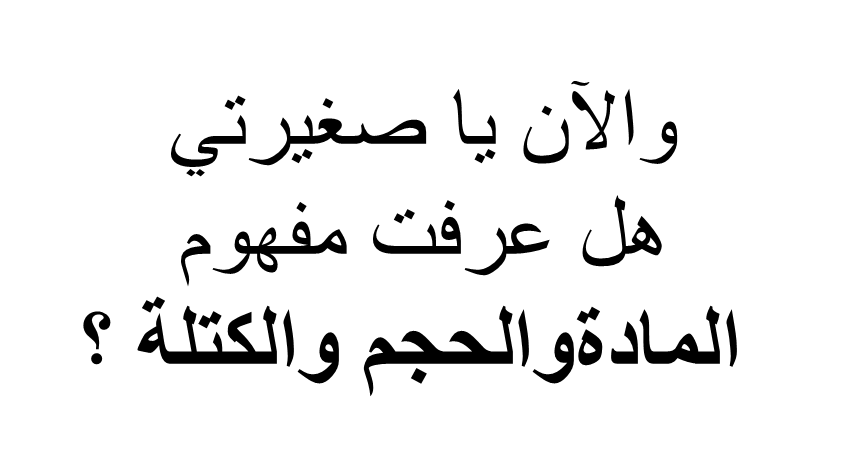 والآن يا صغيرتي
هل عرفت مفهوم
المادةوالحجم والكتلة ؟